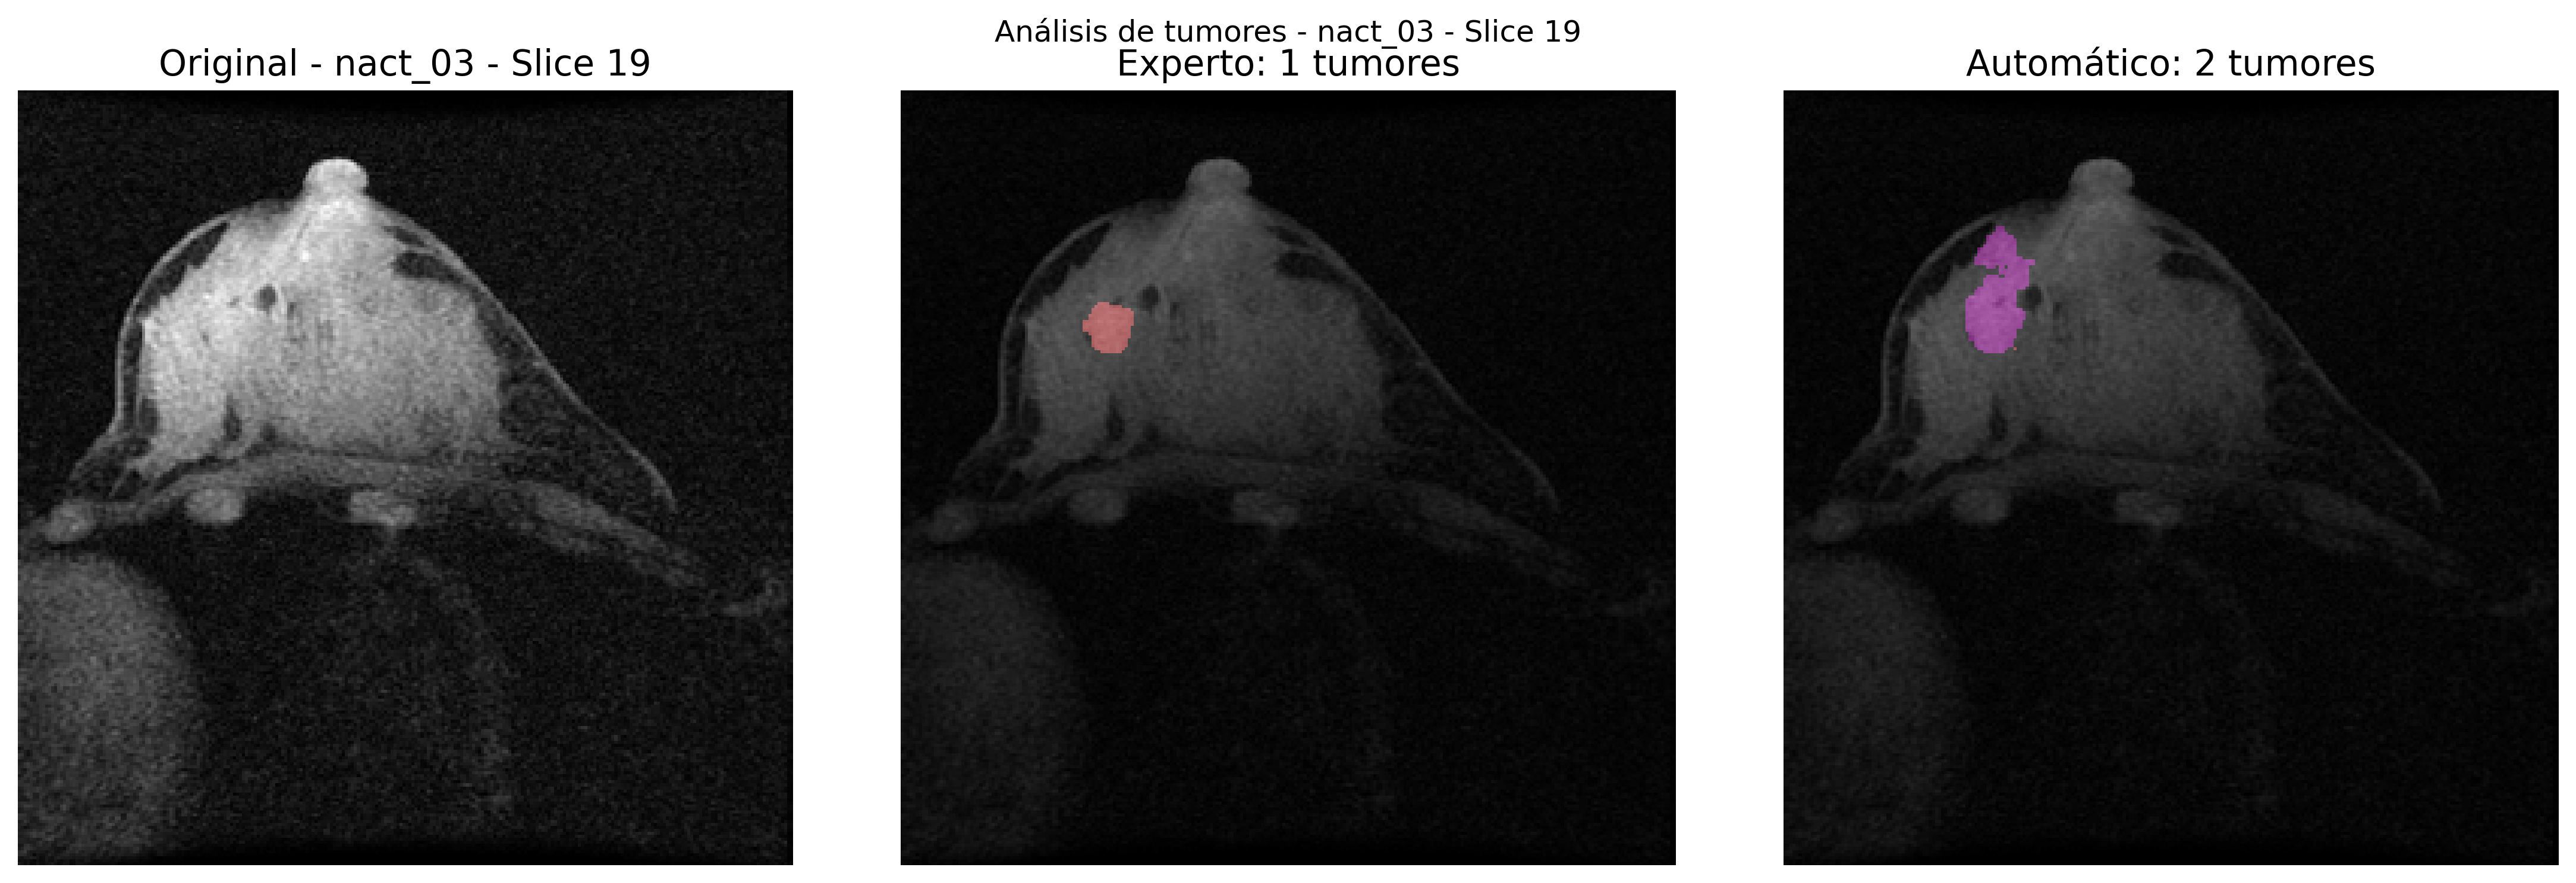 Análisis de tumores - nact_03 - Slice 19
Original - nact_03 - Slice 19
Experto: 1 tumores
Automático: 2 tumores